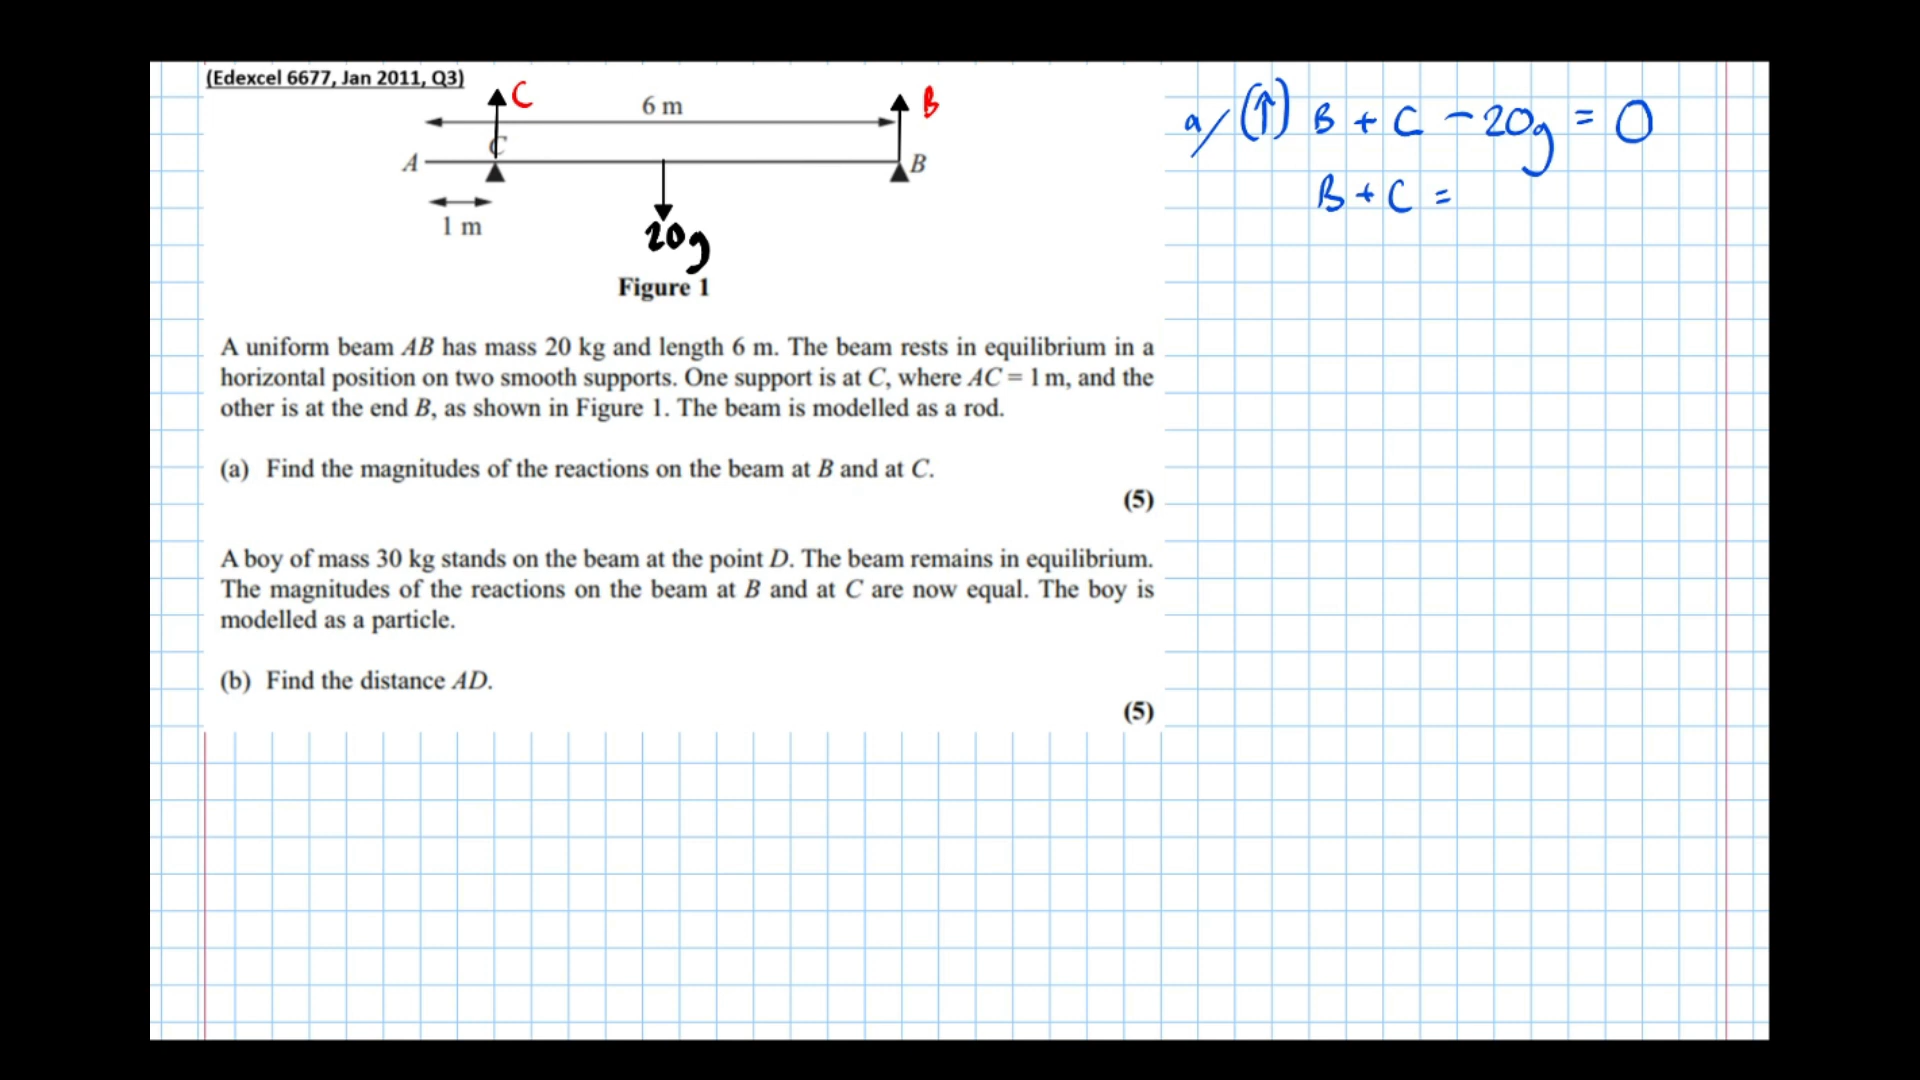 (Edexcel 6677, Jan 2011, Q3)
C
6 m
B
C
A
B
1 m
20g
Figure 1
A uniform beam AB has mass 20 kg and length 6 m. The beam rests in equilibrium in a
horizontal position on two smooth supports. One support is at C, where AC = 1 m, and the
other is at the end B, as shown in Figure 1. The beam is modelled as a rod.
(a) Find the magnitudes of the reactions on the beam at B and at C.
(5)
A boy of mass 30 kg stands on the beam at the point D. The beam remains in equilibrium.
The magnitudes of the reactions on the beam at B and at C are now equal. The boy is
modelled as a particle.
(b) Find the distance AD.
(5)
a/ (↑) B + C - 20g = 0
B + C =